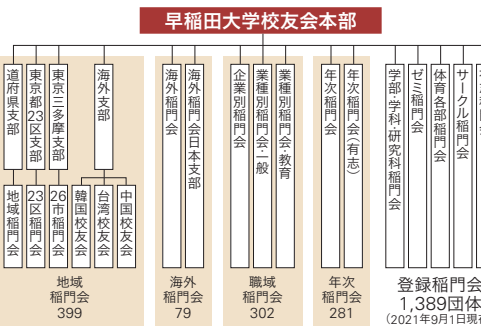 早稲田大学校友会本部
道府県支部
東京都23区支部
東京三多摩支部
海外支部
海外稲門会
海外稲門会日本支部
企業別稲門会
業種別稲門会・一般
業種別稲門会・教育
年次稲門会
年次稲門会(有志)
学部・学科・研究科稲門会
ゼミ稲門会
体育各部稲門会
サークル稲門会
地域稲門会
23区稲門会
26市稲門会
韓国校友会
台湾校友会
中国校友会
地域
稲門会
399
海外
稲門会
79
職域
稲門会
302
年次
稲門会
281
登録稲門会
1,389団体
(2021年9月1日現在